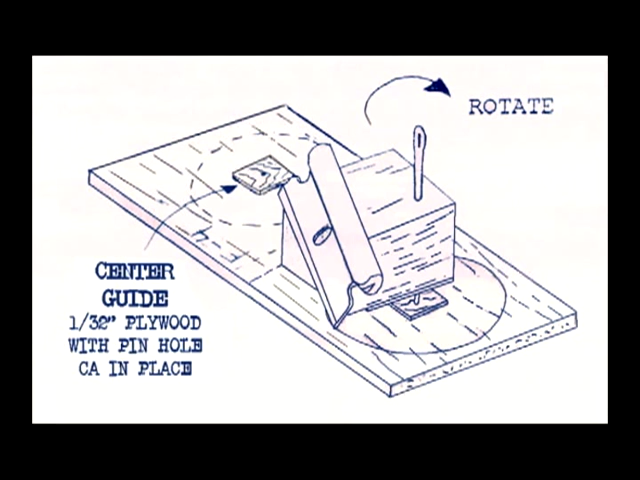 ROTATE
CENTER
GUIDE
1/32" PLYWOOD
WITH PIN HOLE
CA IN PLACE